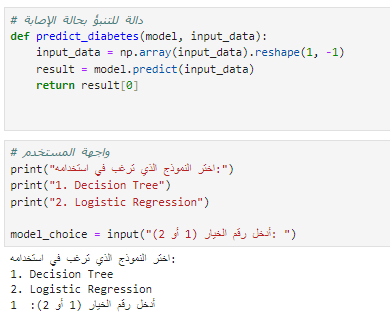 # دالة للتنبؤ بحالة الإصابة
def predict_diabetes(model, input_data):
    input_data = np.array(input_data).reshape(1, -1)
    result = model.predict(input_data)
    return result[0]
# واجهة المستخدم
print("اختر النموذج الذي ترغب في استخدامه:")
print("1. Decision Tree")
print("2. Logistic Regression")
model_choice = input("أدخل رقم الخيار (1 أو 2): ")
اختر النموذج الذي ترغب في استخدامه:
1. Decision Tree
2. Logistic Regression
أدخل رقم الخيار (1 أو 2): 1